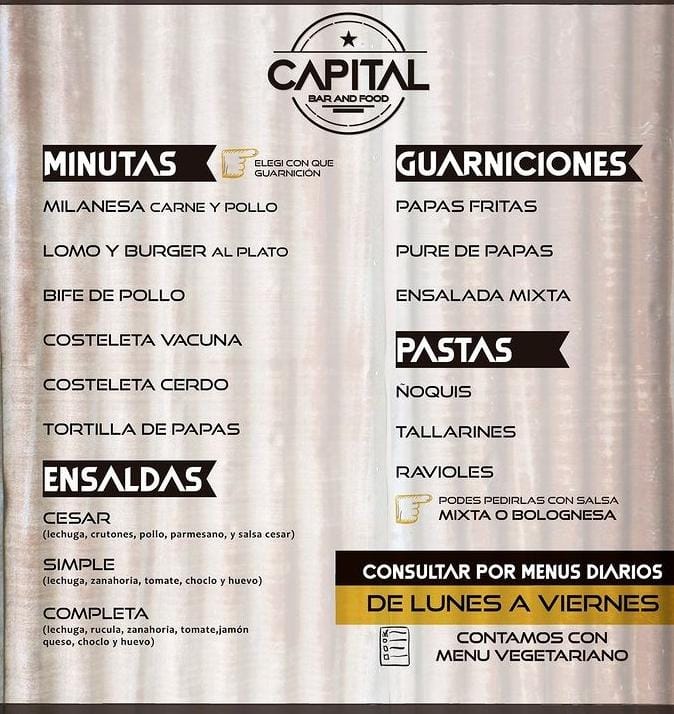 CAPITAL
BAR AND FOOD
MINUTAS
ELEGI CON QUE
GUARNICIÓN
MILANESA CARNE Y POLLO
LOMO Y BURGER AL PLATO
BIFE DE POLLO
COSTELETA VACUNA
COSTELETA CERDO
TORTILLA DE PAPAS
ENSALDAS
CESAR
(lechuga, crutones, pollo, parmesano, y salsa cesar)
SIMPLE
(lechuga, zanahoria, tomate, choclo y huevo)
COMPLETA
(lechuga, rucula, zanahoria, tomate,jamón
queso, choclo y huevo)
GUARNICIONES
PAPAS FRITAS
PURE DE PAPAS
ENSALADA MIXTA
PASTAS
ÑOQUIS
TALLARINES
RAVIOLES
PODES PEDIRLAS CON SALSA
MIXTA O BOLOGNESA
CONSULTAR POR MENUS DIARIOS
DE LUNES A VIERNES
CONTAMOS CON
MENU VEGETARIANO